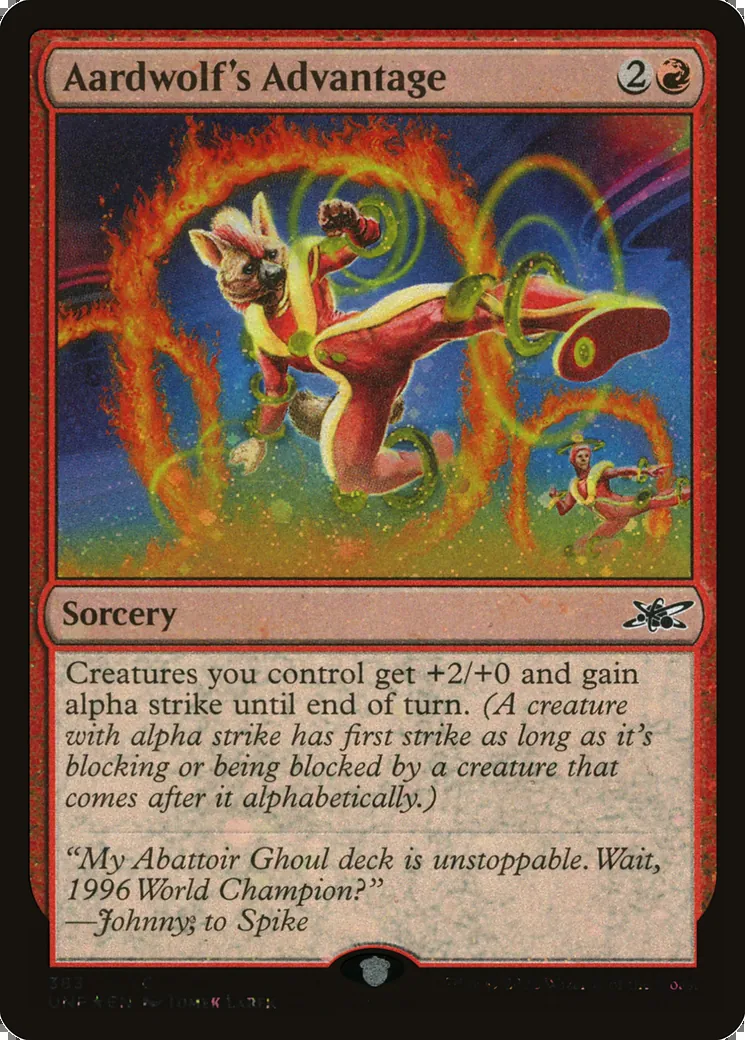 Aardwolf's Advantage 2
Sorcery
Creatures you control get +2/+0 and gain
alpha strike until end of turn. (A creature
with alpha strike has first strike as long as it's
blocking or being blocked by a creature that
comes after it alphabetically.)
"My Abattoir Ghoul deck is unstoppable. Wait,
1996 World Champion?"
—Johnny, to Spike
383